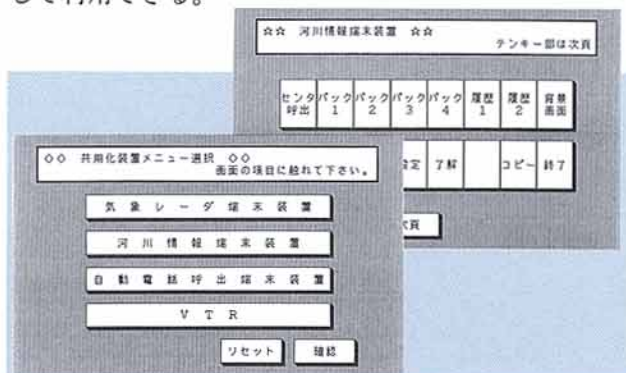 して利用できる。
☆☆ 河川情報端末装置 ☆☆
テンキー部は次頁
センタ呼出 パック1 パック2 パック3 パック4 履歴1 履歴2 背景画面
設定 了解 コピー 終了
次頁
○○ 共用化装置メニュー選択 ○○
画面の項目に触れて下さい。
気象レーダ端末装置
河川情報端末装置
自動電話呼出端末装置
VTR
リセット 確認